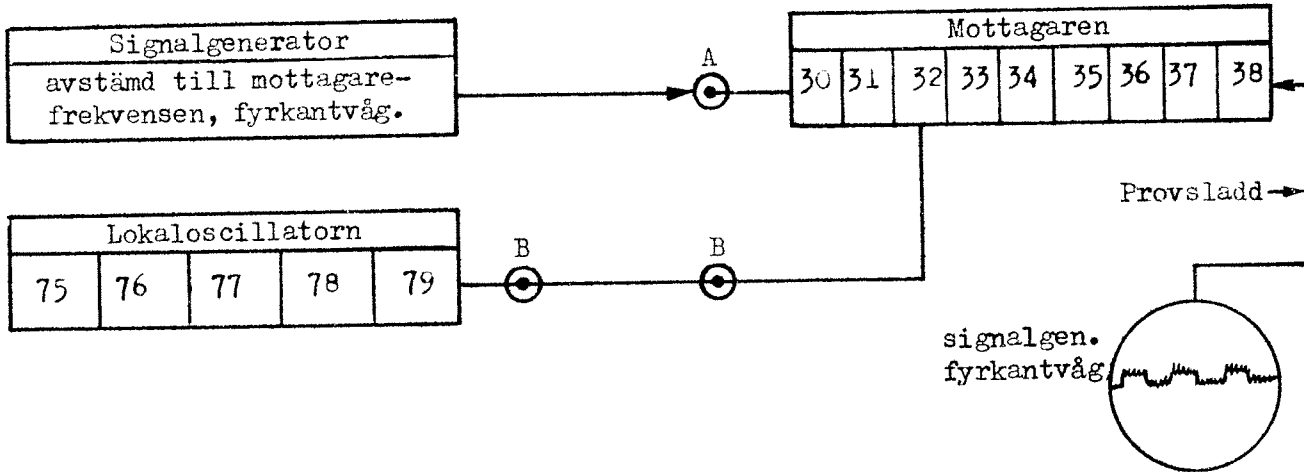 Signalgenerator
avstämd till mottagare-
frekvensen, fyrkantvåg.
A
Mottagaren
30 31 32 33 34 35 36 37 38
Provsladd
Lokaloscillatorn
75 76 77 78 79
B B
signalgen.
fyrkantvåg.